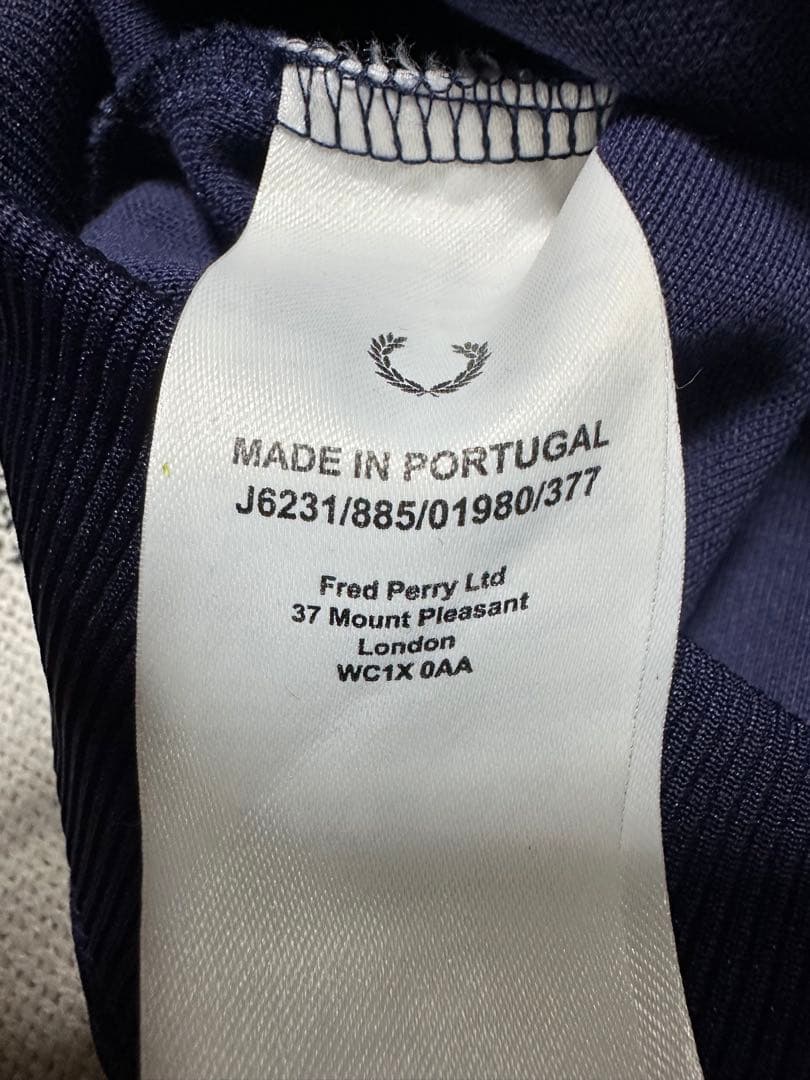 MADE IN PORTUGAL
J6231/885/01980/377
Fred Perry Ltd
37 Mount Pleasant
London
WC1X 0AA